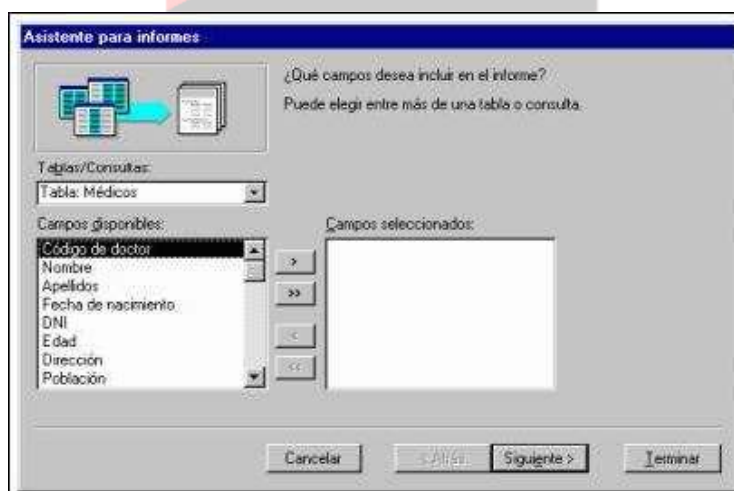 Asistente para informes
¿Qué campos desea incluir en el informe?
Puede elegir entre más de una tabla o consulta.
Tablas/Consultas:
Tabla: Médicos
Campos disponibles:
Campos seleccionados:
Código de doctor
Nombre
Apellidos
Fecha de nacimiento
DNI
Edad
Dirección
Población
>
>>
<
<<
Cancelar
< Atrás
Siguiente >
Terminar